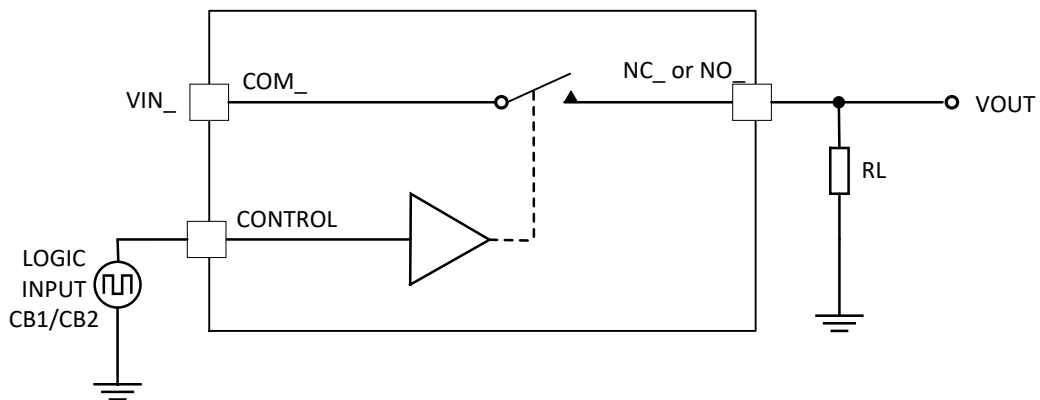 COM_
NC_ or NO_
VIN_
VOUT
RL
CONTROL
LOGIC
INPUT
CB1/CB2